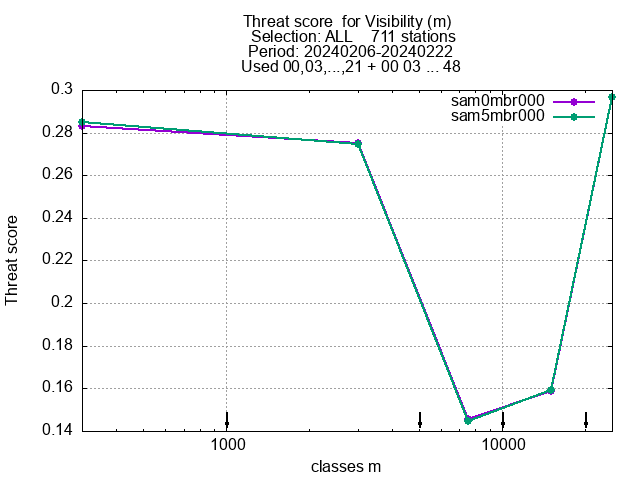 Threat score  for Visibility (m)
Selection: ALL    711 stations
Period: 20240206-20240222
Used 00,03,...,21 + 00 03 ... 48
sam0mbr000
sam5mbr000
0.3
0.28
0.26
0.24
0.22
0.2
0.18
0.16
0.14
Threat score
1000
10000
classes m